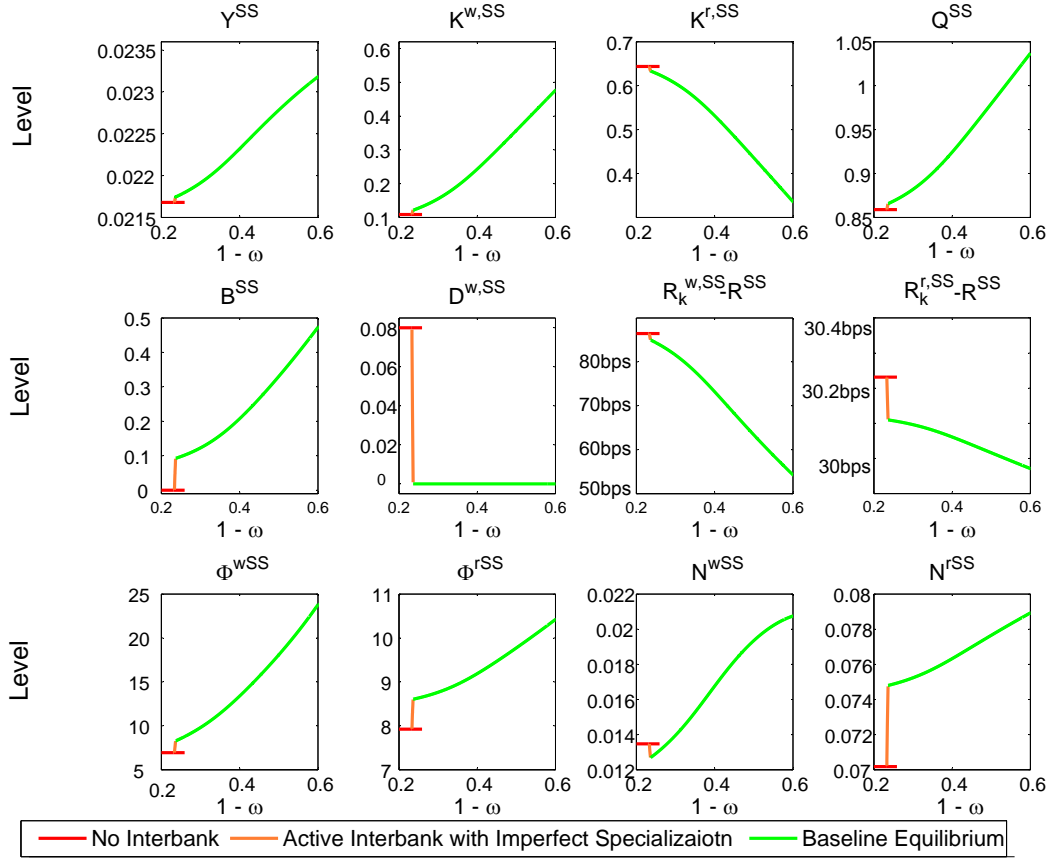 Y^SS K^w,SS K^r,SS Q^SS
Level
0.0235
0.023
0.0225
0.022
0.0215
0.2 0.4 0.6
1 - ω
0.6
0.5
0.4
0.3
0.2
0.1
0.2 0.4 0.6
1 - ω
0.7
0.6
0.5
0.4
0.3
0.2 0.4 0.6
1 - ω
1.05
1
0.95
0.9
0.85
0.2 0.4 0.6
1 - ω
B^SS D^w,SS R_k^w,SS-R^SS R_k^r,SS-R^SS
Level
0.5
0.4
0.3
0.2
0.1
0
0.2 0.4 0.6
1 - ω
0.08
0.06
0.04
0.02
0
0.2 0.4 0.6
1 - ω
80bps
70bps
60bps
50bps
0.2 0.4 0.6
1 - ω
30.4bps
30.2bps
30bps
0.2 0.4 0.6
1 - ω
Φ^wSS Φ^rSS N^wSS N^rSS
Level
25
20
15
10
5
0.2 0.4 0.6
1 - ω
11
10
9
8
7
0.2 0.4 0.6
1 - ω
0.022
0.02
0.018
0.016
0.014
0.012
0.2 0.4 0.6
1 - ω
0.08
0.078
0.076
0.074
0.072
0.07
0.2 0.4 0.6
1 - ω
No Interbank Active Interbank with Imperfect Specializaiotn Baseline Equilibrium